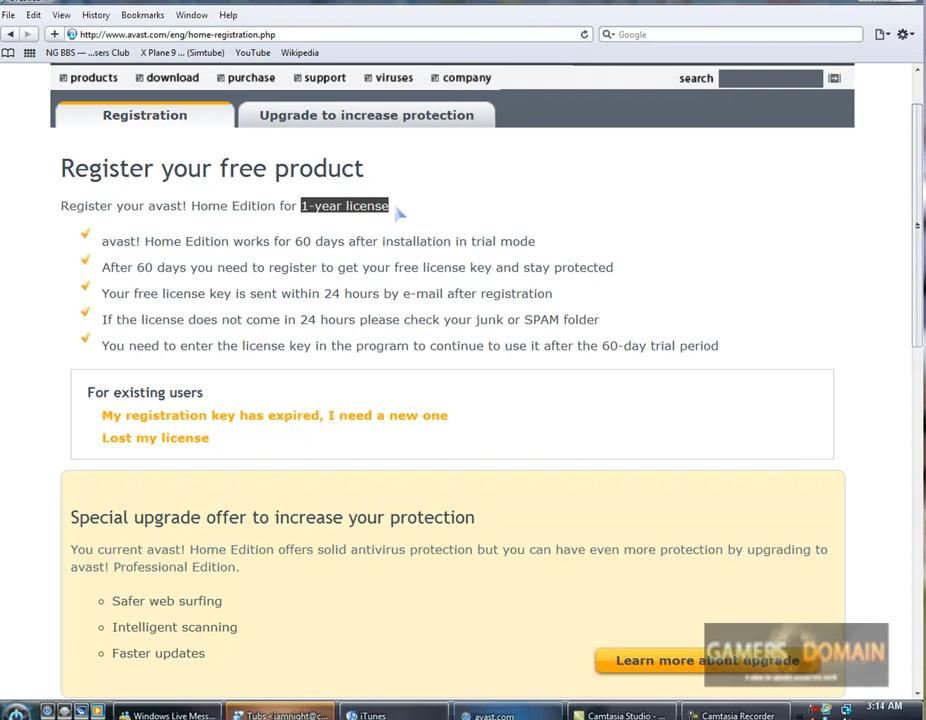 File Edit View History Bookmarks Window Help
http://www.avast.com/eng/home-registration.php
Google
NG BBS — ...sers Club X Plane 9 ... (Simtube) YouTube Wikipedia
products download purchase support viruses company search
Registration Upgrade to increase protection
Register your free product
Register your avast! Home Edition for 1-year license
avast! Home Edition works for 60 days after installation in trial mode
After 60 days you need to register to get your free license key and stay protected
Your free license key is sent within 24 hours by e-mail after registration
If the license does not come in 24 hours please check your junk or SPAM folder
You need to enter the license key in the program to continue to use it after the 60-day trial period
For existing users
My registration key has expired, I need a new one
Lost my license
Special upgrade offer to increase your protection
You current avast! Home Edition offers solid antivirus protection but you can have even more protection by upgrading to
avast! Professional Edition.
Safer web surfing
Intelligent scanning
Faster updates
Learn more about upgrade
GAMERS DOMAIN
Windows Live Mess... Tubs <iamnight@c... iTunes avast.com Camtasia Studio - ... Camtasia Recorder 3:14 AM